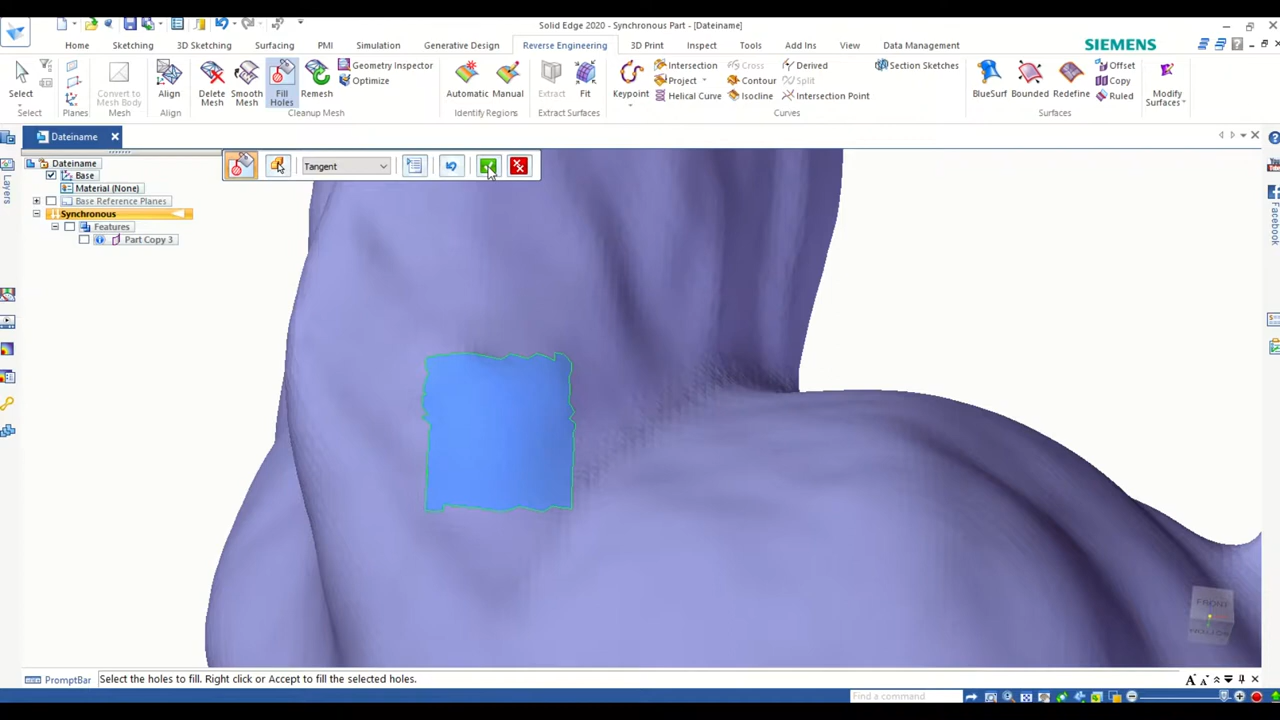 Solid Edge 2020 - Synchronous Part - [Dateiname]
Home Sketching 3D Sketching Surfacing PMI Simulation Generative Design Reverse Engineering 3D Print Inspect Tools Add Ins View Data Management SIEMENS
Select
Select
Planes
Convert to Mesh Body
Mesh
Align
Align
Delete Mesh
Smooth Mesh
Fill Holes
Remesh
Geometry Inspector
Optimize
Cleanup Mesh
Automatic
Manual
Identify Regions
Extract
Fit
Extract Surfaces
Keypoint
Intersection
Project
Helical Curve
Cross
Contour
Isocline
Derived
Split
Intersection Point
Section Sketches
Curves
BlueSurf
Bounded
Redefine
Offset
Copy
Ruled
Surfaces
Modify Surfaces
Dateiname
Tangent
Dateiname
Base
Material (None)
Base Reference Planes
Synchronous
Features
Part Copy 3
Layers
Facebook
FRONT
BOTTOM
PromptBar
Select the holes to fill. Right click or Accept to fill the selected holes.
Find a command